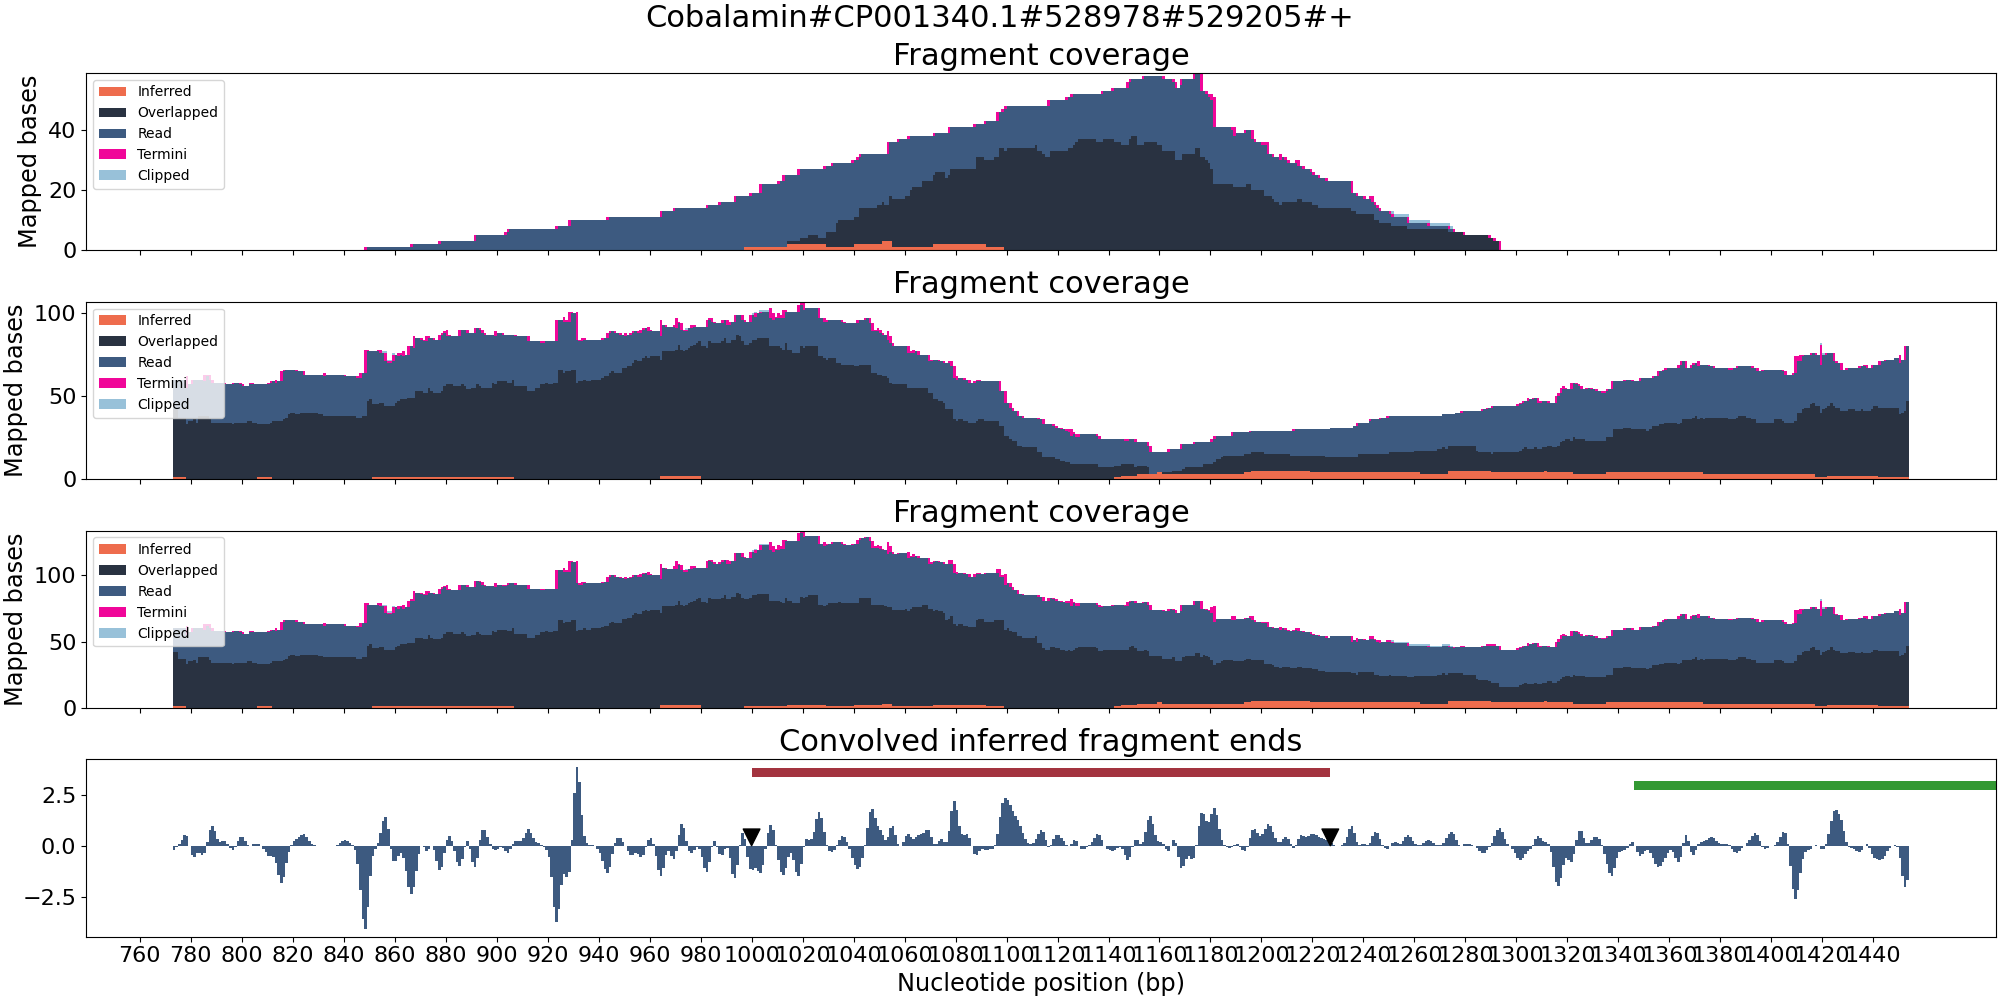 Cobalamin#CP001340.1#528978#529205#+
Fragment coverage
Mapped bases
40
20
0
Inferred
Overlapped
Read
Termini
Clipped
Fragment coverage
Mapped bases
100
50
0
Inferred
Overlapped
Read
Termini
Clipped
Fragment coverage
Mapped bases
100
50
0
Inferred
Overlapped
Read
Termini
Clipped
Convolved inferred fragment ends
2.5
0.0
−2.5
760 780 800 820 840 860 880 900 920 940 960 980 1000 1020 1040 1060 1080 1100 1120 1140 1160 1180 1200 1220 1240 1260 1280 1300 1320 1340 1360 1380 1400 1420 1440
Nucleotide position (bp)